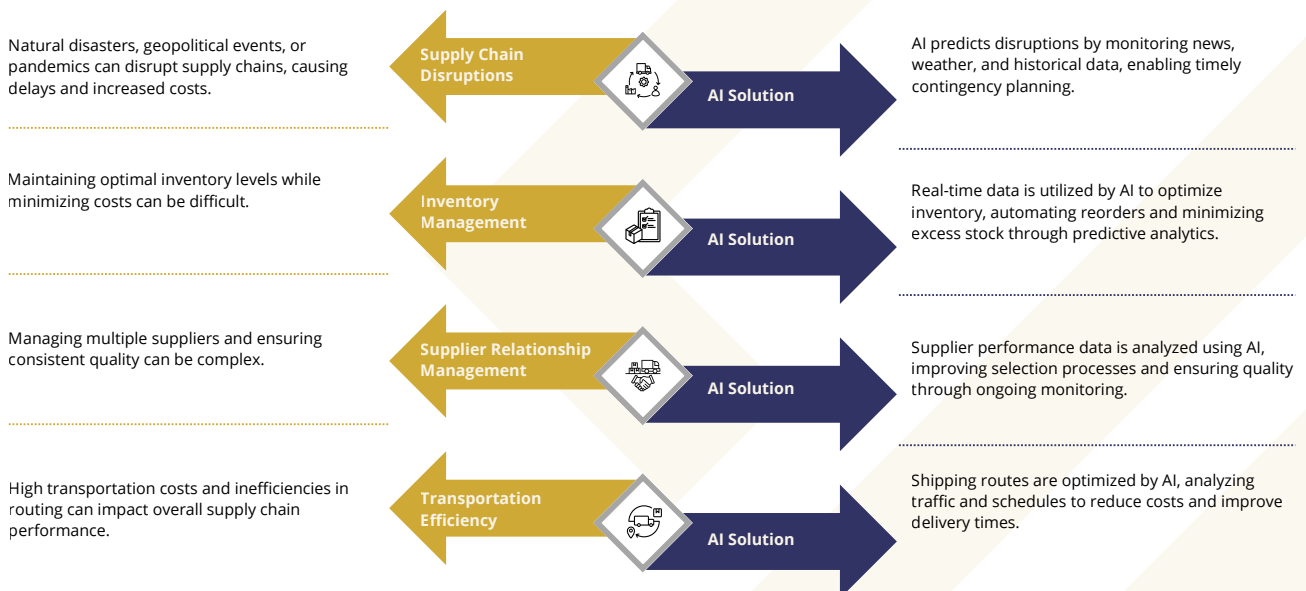 Natural disasters, geopolitical events, or
pandemics can disrupt supply chains, causing
delays and increased costs.
Supply Chain
Disruptions
AI Solution
AI predicts disruptions by monitoring news,
weather, and historical data, enabling timely
contingency planning.
Maintaining optimal inventory levels while
minimizing costs can be difficult.
Inventory
Management
AI Solution
Real-time data is utilized by AI to optimize
inventory, automating reorders and minimizing
excess stock through predictive analytics.
Managing multiple suppliers and ensuring
consistent quality can be complex.
Supplier Relationship
Management
AI Solution
Supplier performance data is analyzed using AI,
improving selection processes and ensuring quality
through ongoing monitoring.
High transportation costs and inefficiencies in
routing can impact overall supply chain
performance.
Transportation
Efficiency
AI Solution
Shipping routes are optimized by AI, analyzing
traffic and schedules to reduce costs and improve
delivery times.